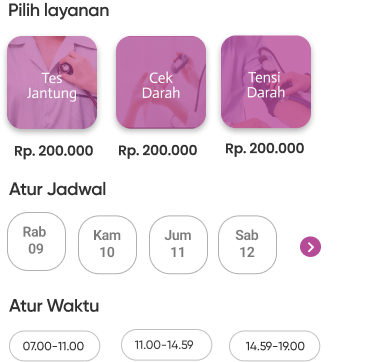 Pilih layanan
Tes
Jantung
Cek
Darah
Tensi
Darah
Rp. 200.000
Rp. 200.000
Rp. 200.000
Atur Jadwal
Rab
09
Kam
10
Jum
11
Sab
12
Atur Waktu
07.00-11.00
11.00-14.59
14.59-19.00